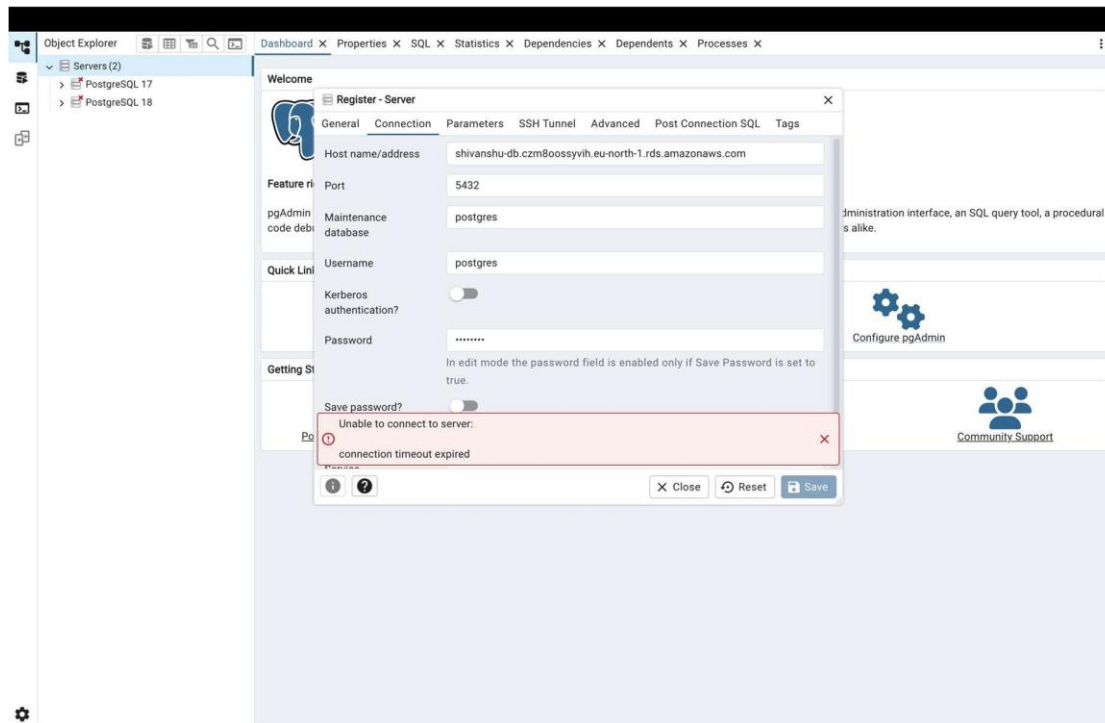 Object Explorer
Servers (2)
PostgreSQL 17
PostgreSQL 18
Dashboard Properties SQL Statistics Dependencies Dependents Processes
Welcome
Feature ri
pgAdmin
code debu
dministration interface, an SQL query tool, a procedural
s alike.
Quick Lin
Configure pgAdmin
Getting St
Po
Community Support
Register - Server
General Connection Parameters SSH Tunnel Advanced Post Connection SQL Tags
Host name/address shivanshu-db.czm8oossyvih.eu-north-1.rds.amazonaws.com
Port 5432
Maintenance
database
postgres
Username postgres
Kerberos
authentication?
Password ••••••••
In edit mode the password field is enabled only if Save Password is set to
true.
Save password?
Unable to connect to server:
connection timeout expired
Service
Close Reset Save